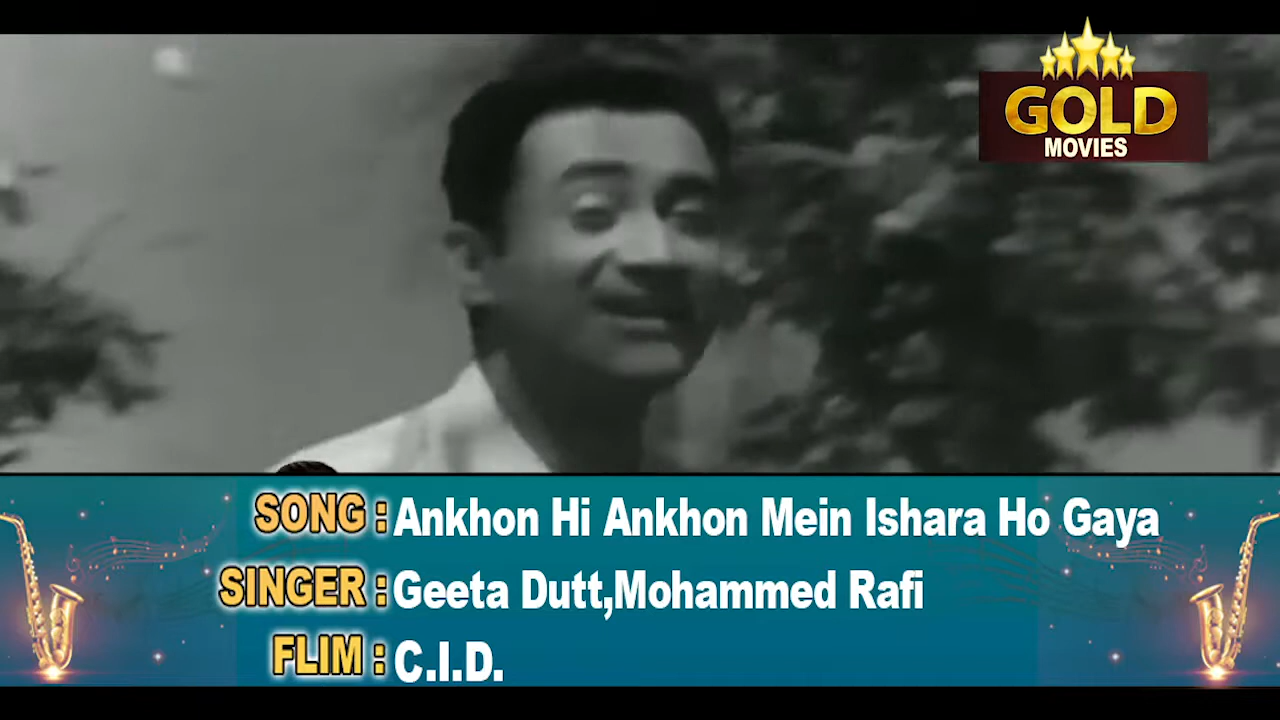 GOLD
MOVIES
SONG : Ankhon Hi Ankhon Mein Ishara Ho Gaya
SINGER : Geeta Dutt,Mohammed Rafi
FLIM : C.I.D.